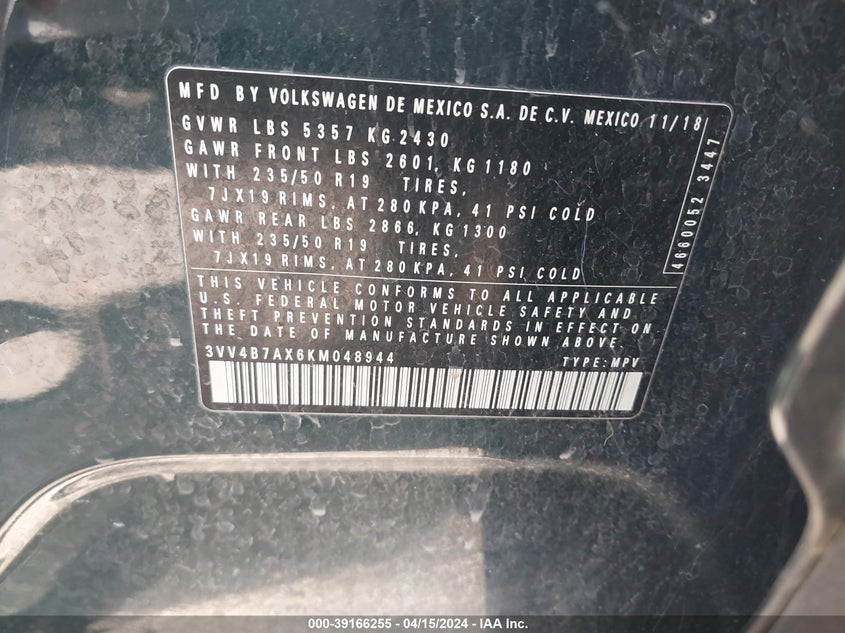 MFD BY VOLKSWAGEN DE MEXICO S.A. DE C.V. MEXICO 11/18
GVWR LBS 5357 KG 2430
GAWR FRONT LBS 2601, KG 1180
WITH 235/50 R19 TIRES,
7JX19 RIMS, AT 280 KPA, 41 PSI COLD
GAWR REAR LBS 2866, KG 1300
WITH 235/50 R19 TIRES,
7JX19 RIMS, AT 280 KPA, 41 PSI COLD
4660052 3447
THIS VEHICLE CONFORMS TO ALL APPLICABLE
U.S. FEDERAL MOTOR VEHICLE SAFETY AND
THEFT PREVENTION STANDARDS IN EFFECT ON
THE DATE OF MANUFACTURE SHOWN ABOVE.
3VV4B7AX6KM048944 TYPE: MPV
000-39166255 - 04/15/2024 - IAA Inc.